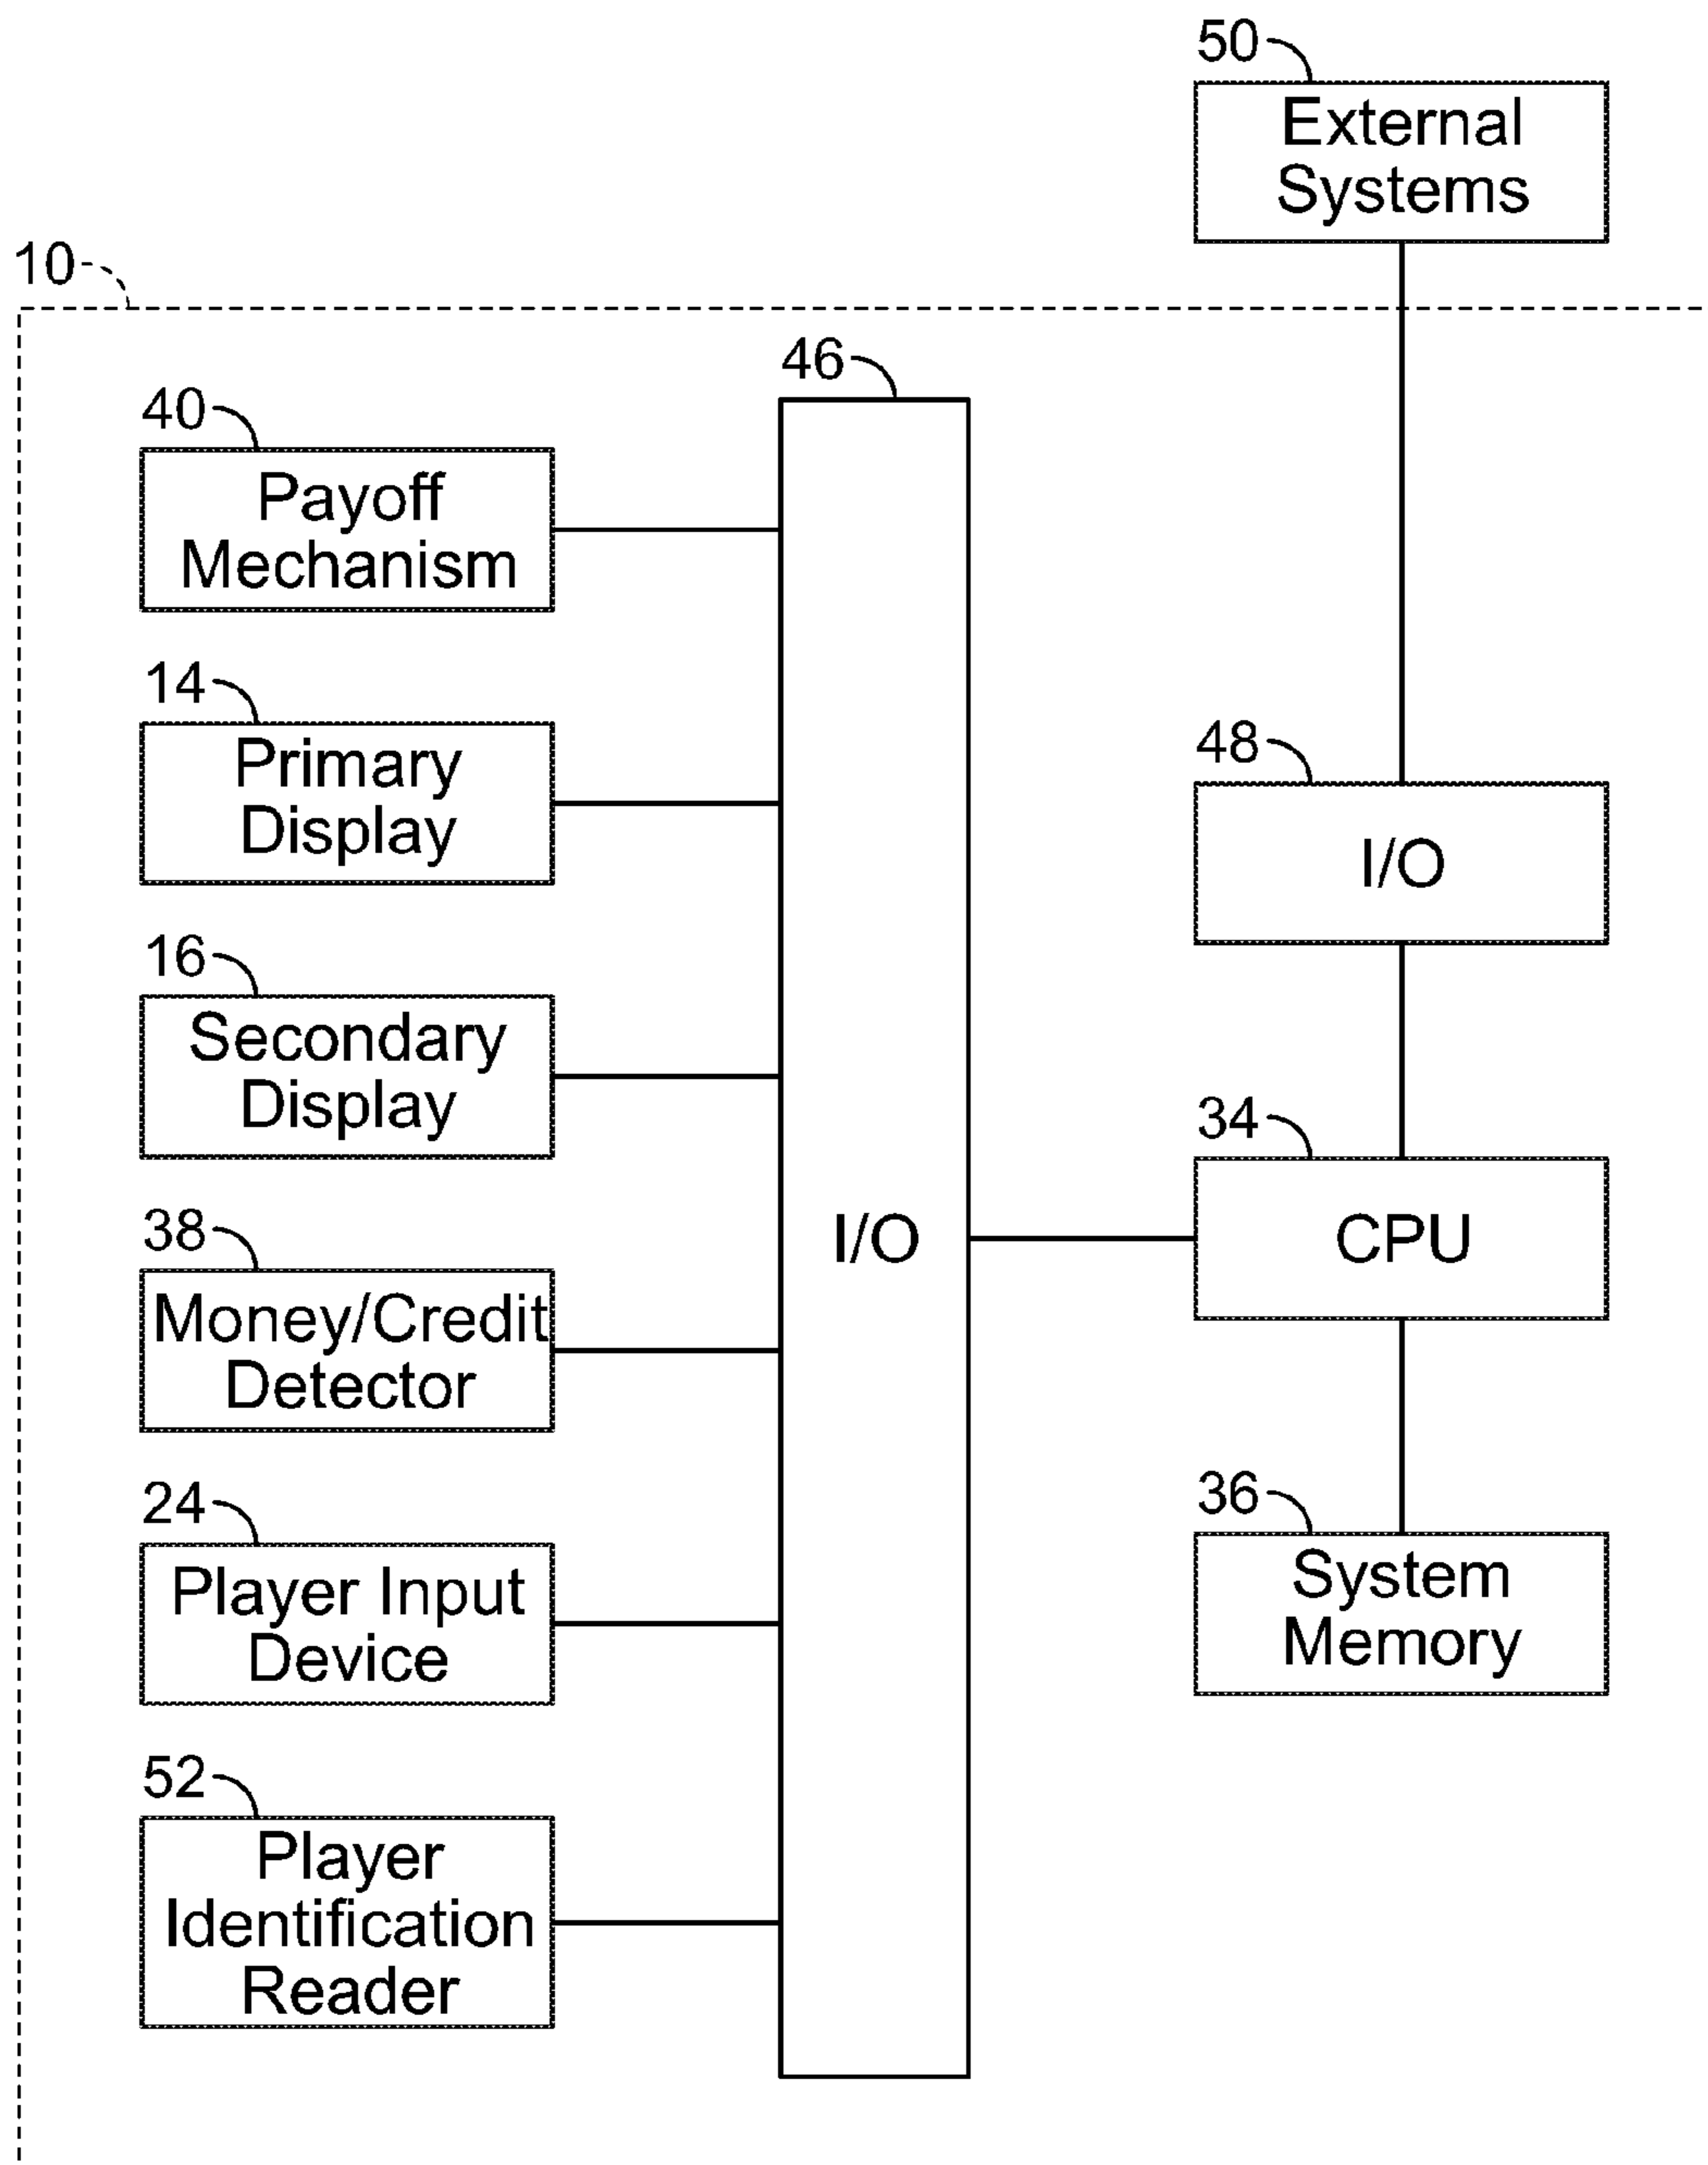 50
External
Systems
10
46
40
Payoff
Mechanism
14
Primary
Display
48
I/O
16
Secondary
Display
34
CPU
I/O
38
Money/Credit
Detector
36
System
Memory
24
Player Input
Device
52
Player
Identification
Reader